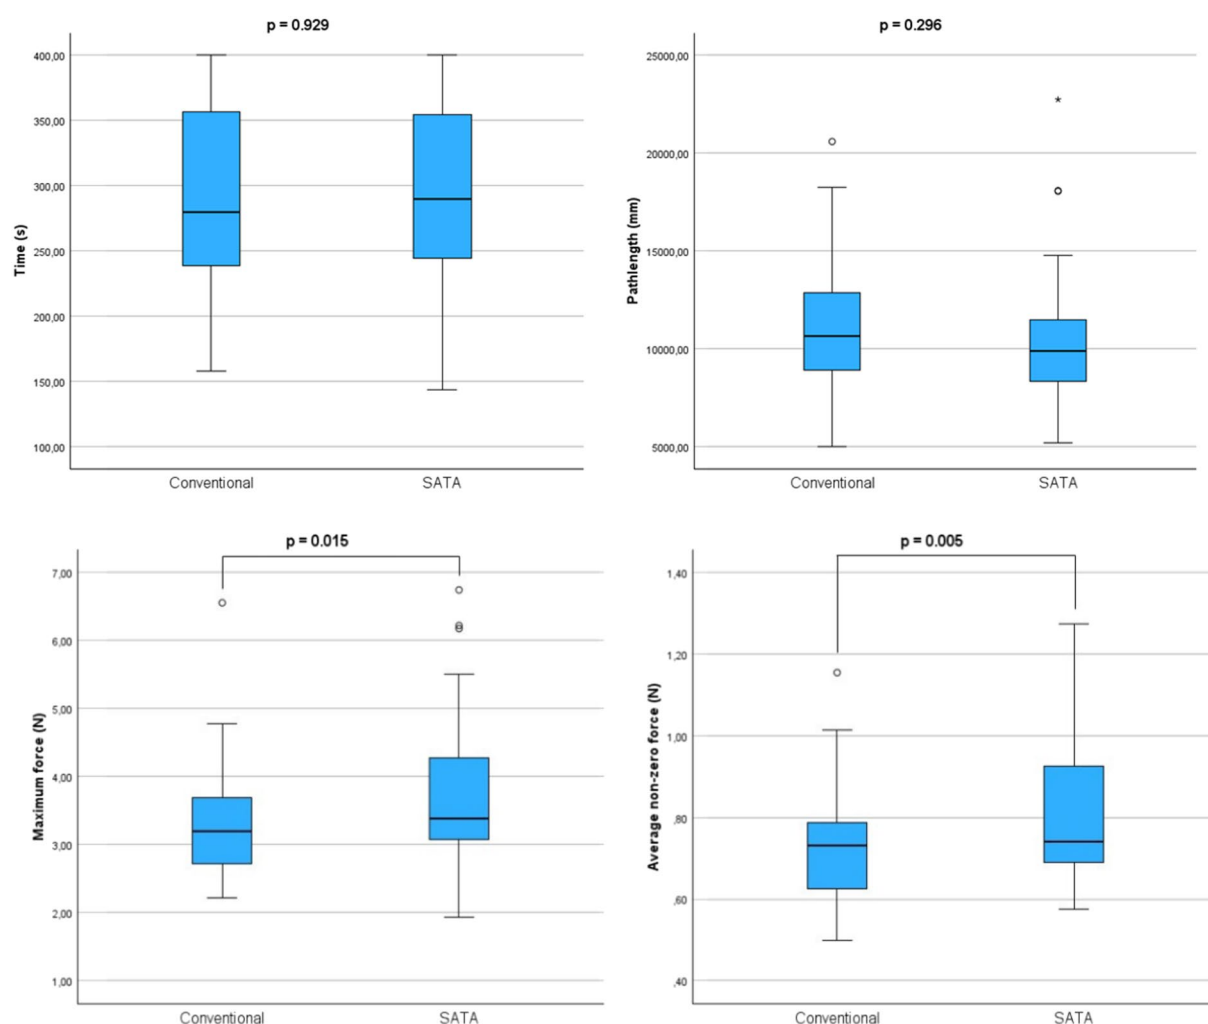 p = 0.929
400,00
350,00
300,00
250,00
200,00
150,00
100,00
Time (s)
Conventional
SATA
p = 0.296
25000,00
20000,00
15000,00
10000,00
5000,00
Pathlength (mm)
Conventional
SATA
p = 0.015
7,00
6,00
5,00
4,00
3,00
2,00
1,00
Maximum force (N)
Conventional
SATA
p = 0.005
1,40
1,20
1,00
,80
,60
,40
Average non-zero force (N)
Conventional
SATA